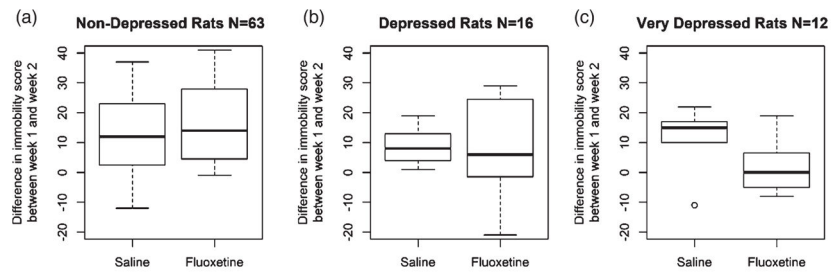 (a)
Non-Depressed Rats N=63
Difference in immobility score
between week 1 and week 2
40
30
20
10
0
-10
-20
Saline
Fluoxetine
(b)
Depressed Rats N=16
Difference in immobility score
between week 1 and week 2
40
30
20
10
0
-10
-20
Saline
Fluoxetine
(c)
Very Depressed Rats N=12
Difference in immobility score
between week 1 and week 2
40
30
20
10
0
-10
-20
Saline
Fluoxetine